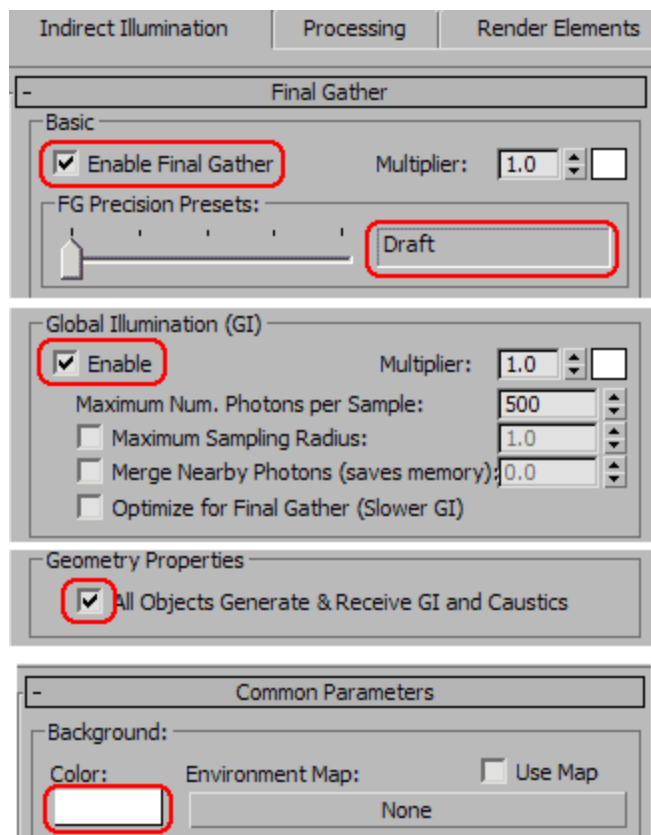 Indirect Illumination Processing Render Elements
- Final Gather
Basic
Enable Final Gather Multiplier: 1.0
FG Precision Presets:
Draft
Global Illumination (GI)
Enable Multiplier: 1.0
Maximum Num. Photons per Sample: 500
Maximum Sampling Radius: 1.0
Merge Nearby Photons (saves memory): 0.0
Optimize for Final Gather (Slower GI)
Geometry Properties
All Objects Generate & Receive GI and Caustics
- Common Parameters
Background:
Color: Environment Map: Use Map
None